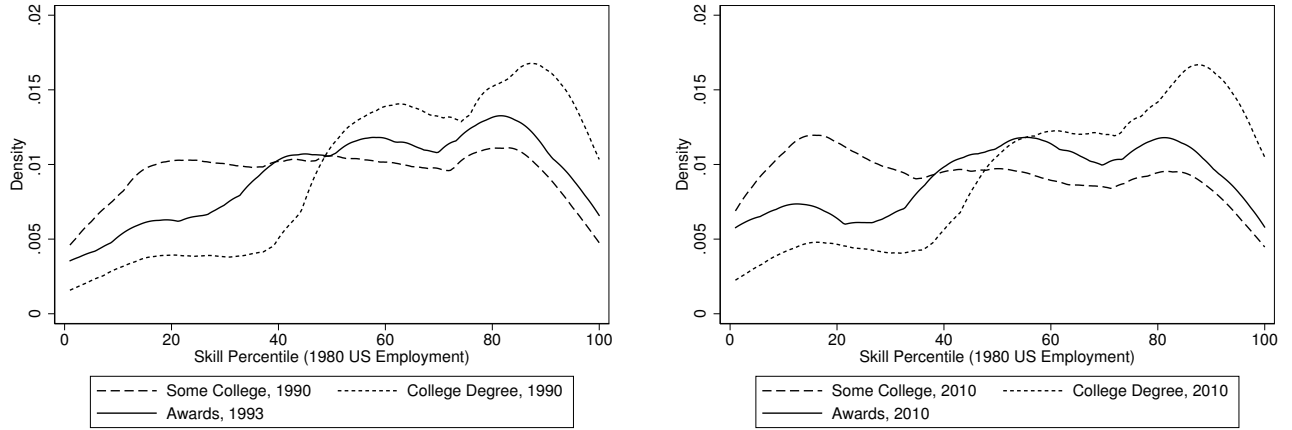 .02
.015
.01
.005
0
Density
0 20 40 60 80 100
Skill Percentile (1980 US Employment)
Some College, 1990 College Degree, 1990
Awards, 1993
.02
.015
.01
.005
0
Density
0 20 40 60 80 100
Skill Percentile (1980 US Employment)
Some College, 2010 College Degree, 2010
Awards, 2010